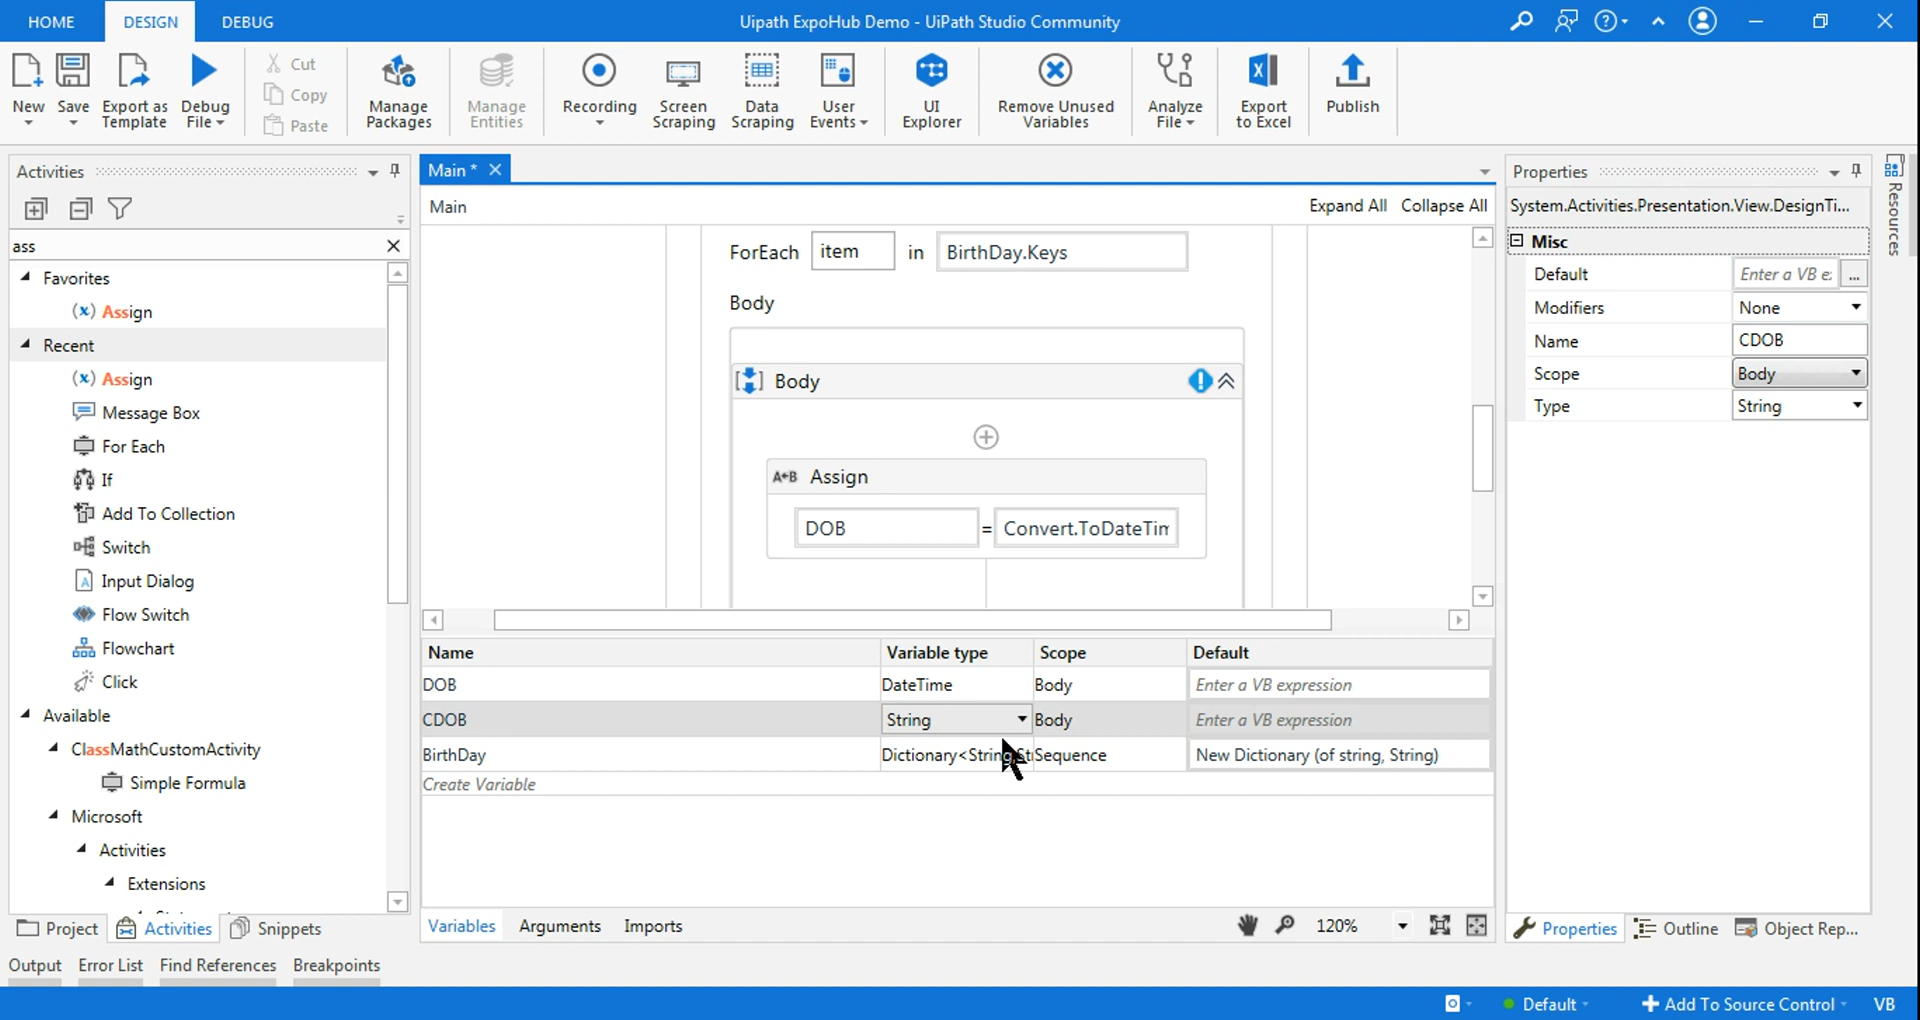 HOME DESIGN DEBUG Uipath ExpoHub Demo - UiPath Studio Community
New Save Export as Template Debug File Cut Copy Paste Manage Packages Manage Entities Recording Screen Scraping Data Scraping User Events UI Explorer Remove Unused Variables Analyze File Export to Excel Publish
Activities
ass
Favorites
Assign
Recent
Assign
Message Box
For Each
If
Add To Collection
Switch
Input Dialog
Flow Switch
Flowchart
Click
Available
ClassMathCustomActivity
Simple Formula
Microsoft
Activities
Extensions
Project Activities Snippets
Main *
Main Expand All Collapse All
ForEach item in BirthDay.Keys
Body
Body
A←B Assign
DOB = Convert.ToDateTim
Name Variable type Scope Default
DOB DateTime Body Enter a VB expression
CDOB String Body Enter a VB expression
BirthDay Dictionary<String,Str Sequence New Dictionary (of string, String)
Create Variable
Variables Arguments Imports 120%
Properties
System.Activities.Presentation.View.DesignTi...
Misc
Default Enter a VB e: ...
Modifiers None
Name CDOB
Scope Body
Type String
Properties Outline Object Rep...
Resources
Output Error List Find References Breakpoints
Default Add To Source Control VB